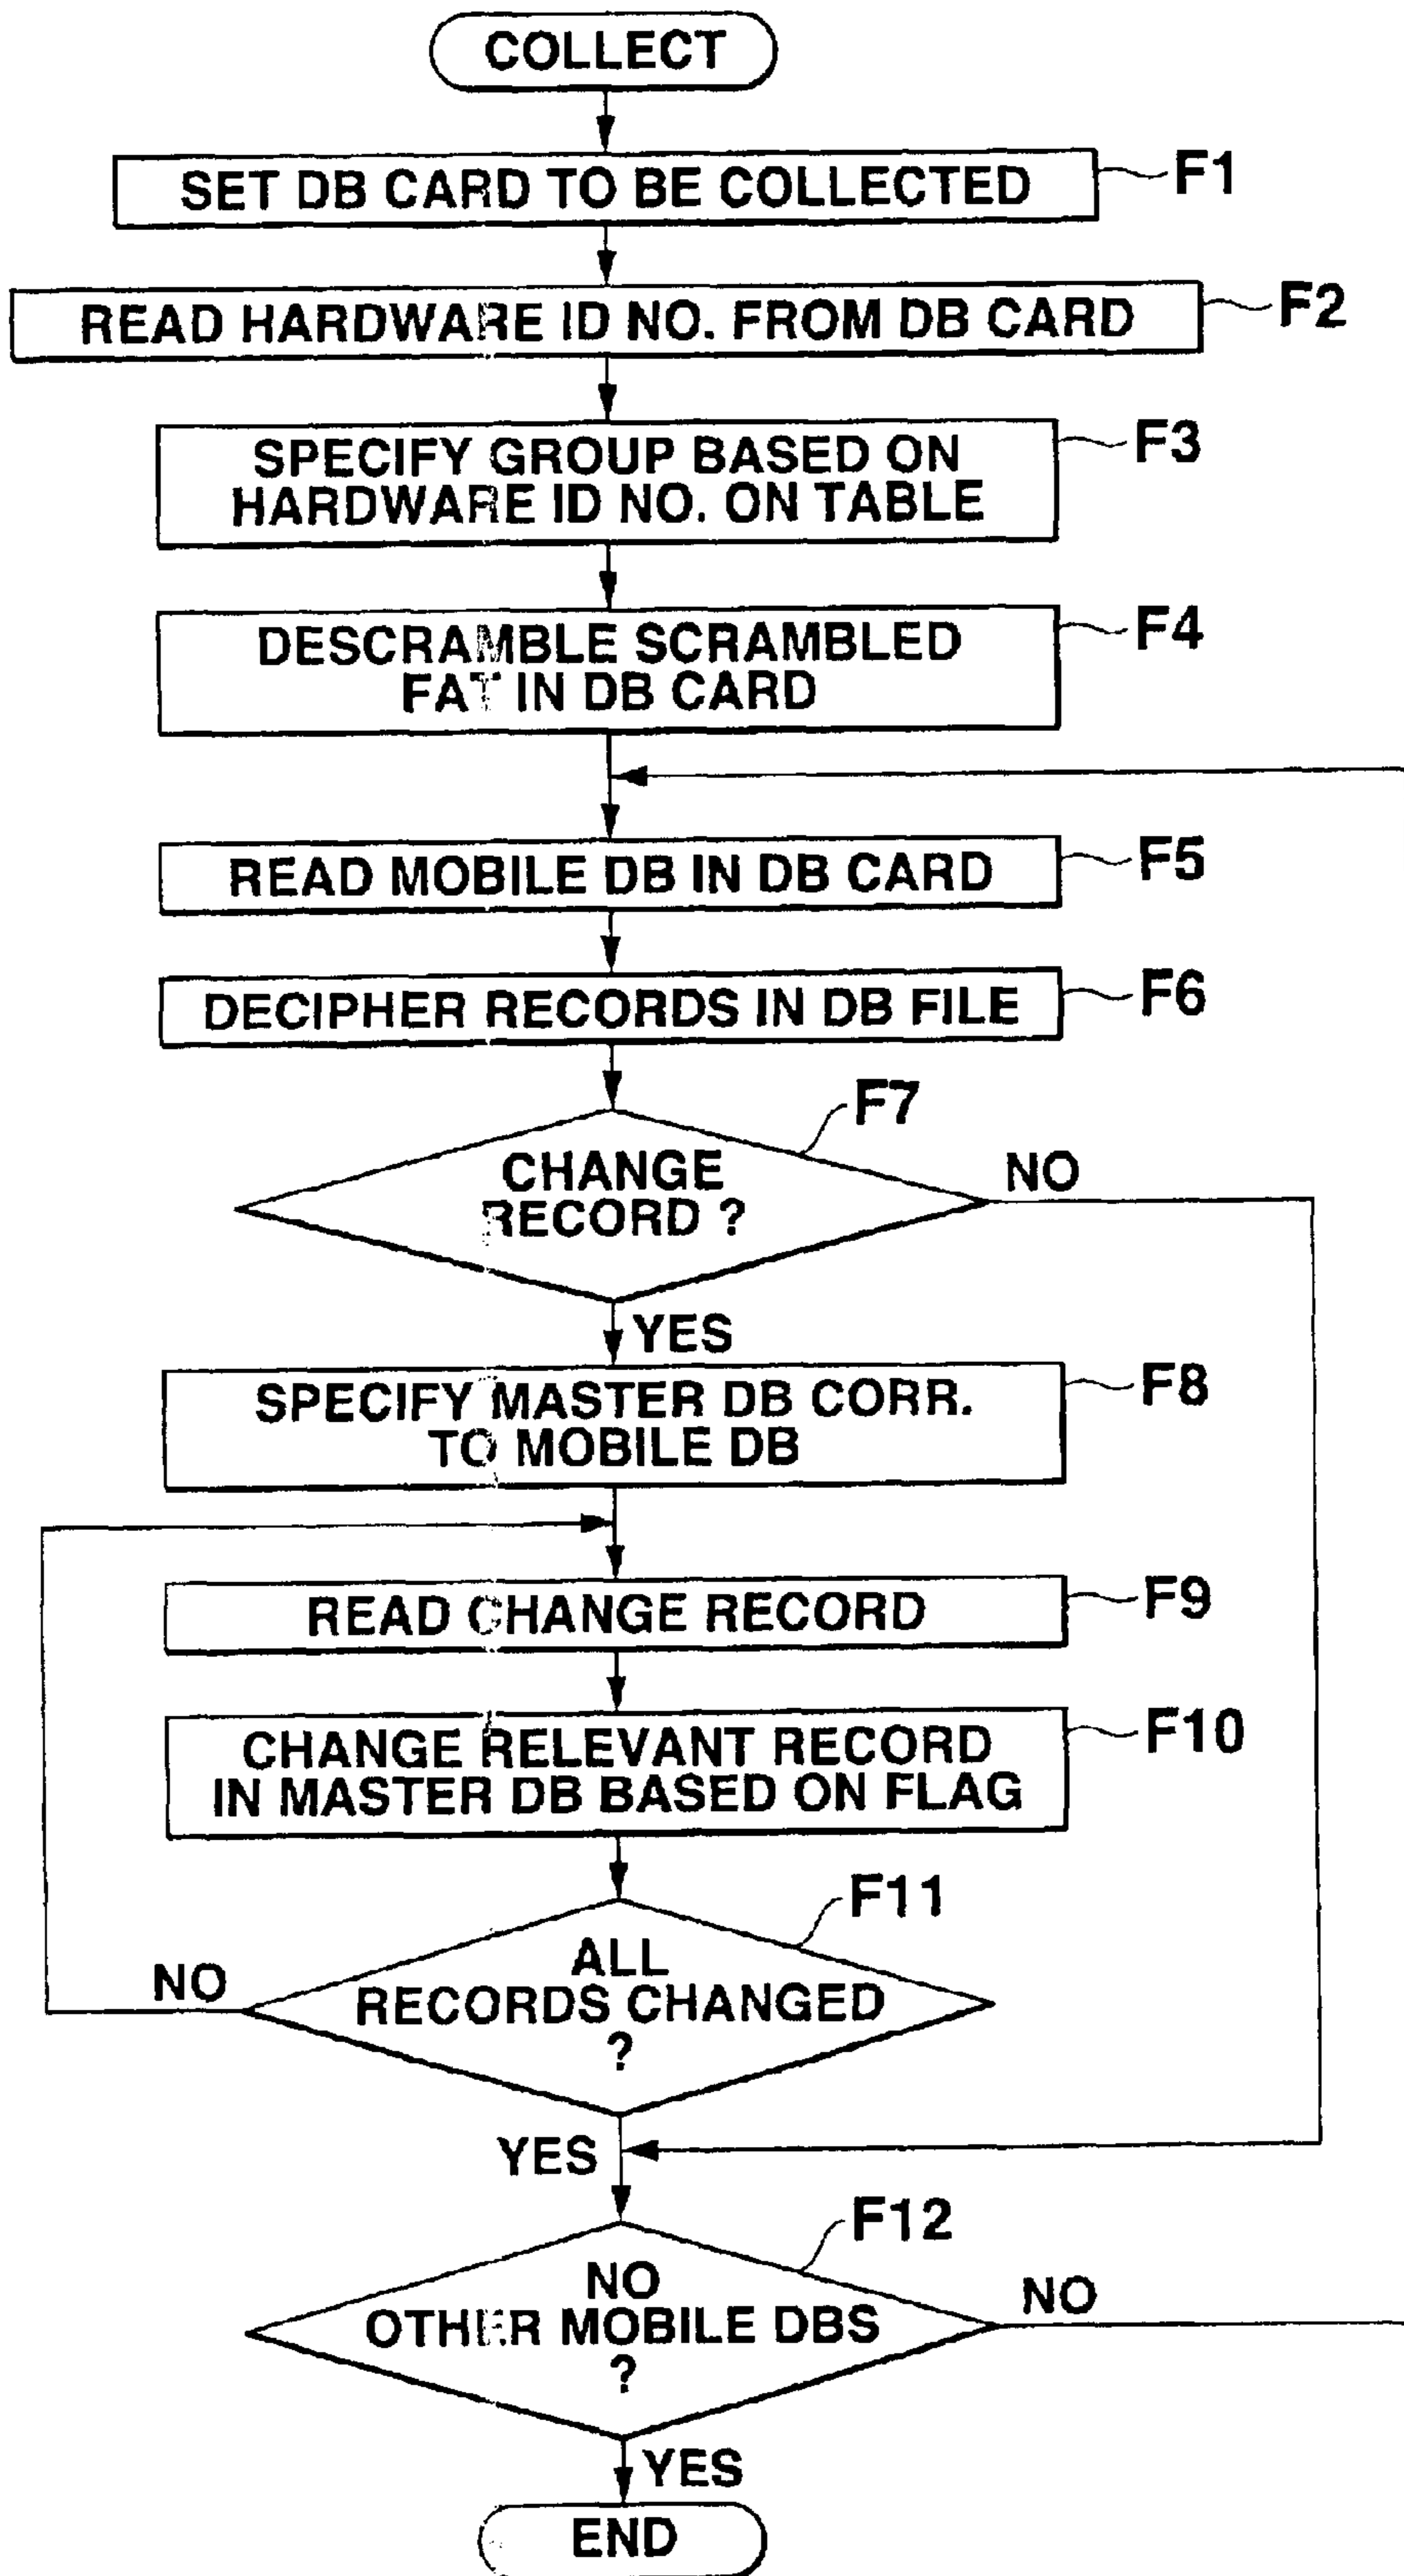 COLLECT
SET DB CARD TO BE COLLECTED
F1
READ HARDWARE ID NO. FROM DB CARD
F2
SPECIFY GROUP BASED ON
HARDWARE ID NO. ON TABLE
F3
DESCRAMBLE SCRAMBLED
FAT IN DB CARD
F4
READ MOBILE DB IN DB CARD
F5
DECIPHER RECORDS IN DB FILE
F6
F7
CHANGE
RECORD ?
NO
YES
SPECIFY MASTER DB CORR.
TO MOBILE DB
F8
READ CHANGE RECORD
F9
CHANGE RELEVANT RECORD
IN MASTER DB BASED ON FLAG
F10
F11
ALL
RECORDS CHANGED
?
NO
YES
F12
NO
OTHER MOBILE DBS
?
NO
YES
END